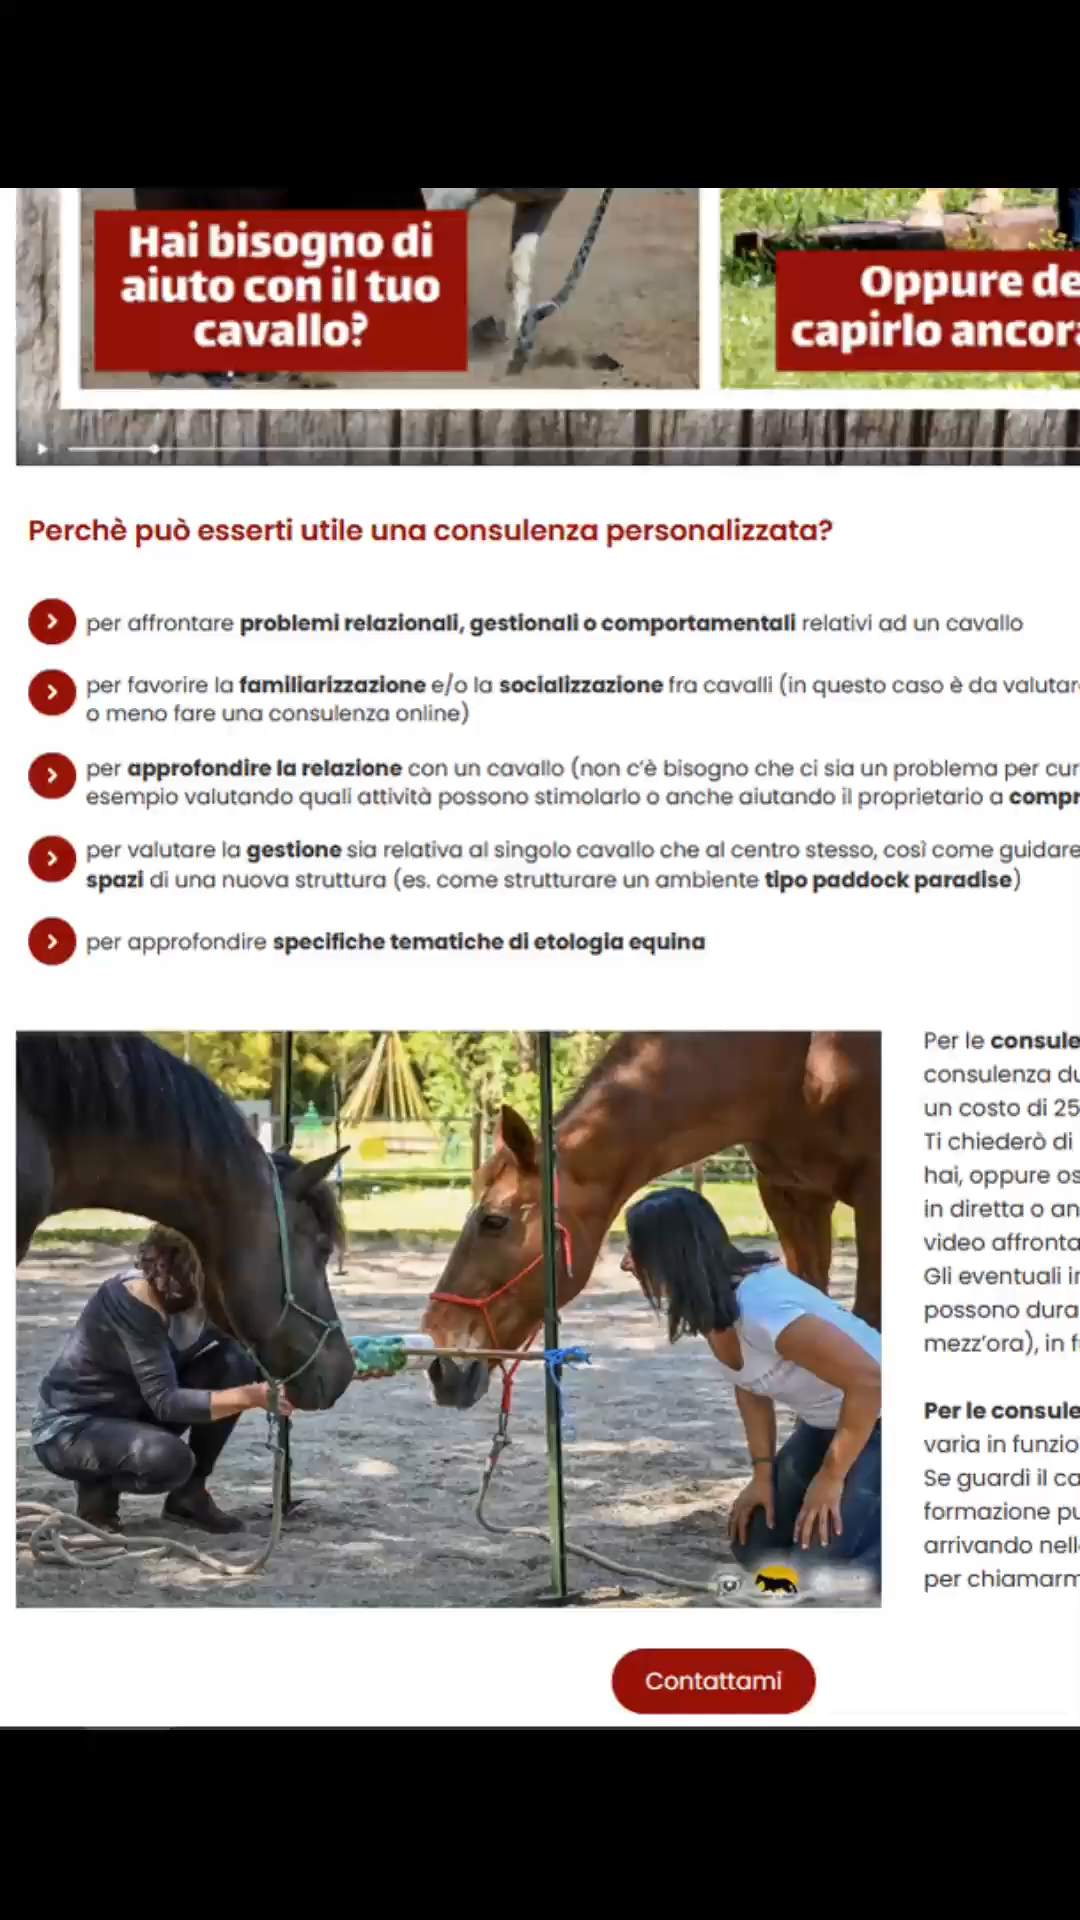 Hai bisogno di
aiuto con il tuo
cavallo?
Oppure de
capirlo ancora
Perchè può esserti utile una consulenza personalizzata?
per affrontare problemi relazionali, gestionali o comportamentali relativi ad un cavallo
per favorire la familiarizzazione e/o la socializzazione fra cavalli (in questo caso è da valutar
o meno fare una consulenza online)
per approfondire la relazione con un cavallo (non c'è bisogno che ci sia un problema per cur
esempio valutando quali attività possono stimolarlo o anche aiutando il proprietario a compr
per valutare la gestione sia relativa al singolo cavallo che al centro stesso, così come guidare
spazi di una nuova struttura (es. come strutturare un ambiente tipo paddock paradise)
per approfondire specifiche tematiche di etologia equina
Per le consule
consulenza du
un costo di 25
Ti chiederò di
hai, oppure os
in diretta o an
video affronta
Gli eventuali in
possono dura
mezz'ora), in f
Per le consule
varia in funzio
Se guardi il ca
formazione pu
arrivando nell
per chiamarm
Contattami